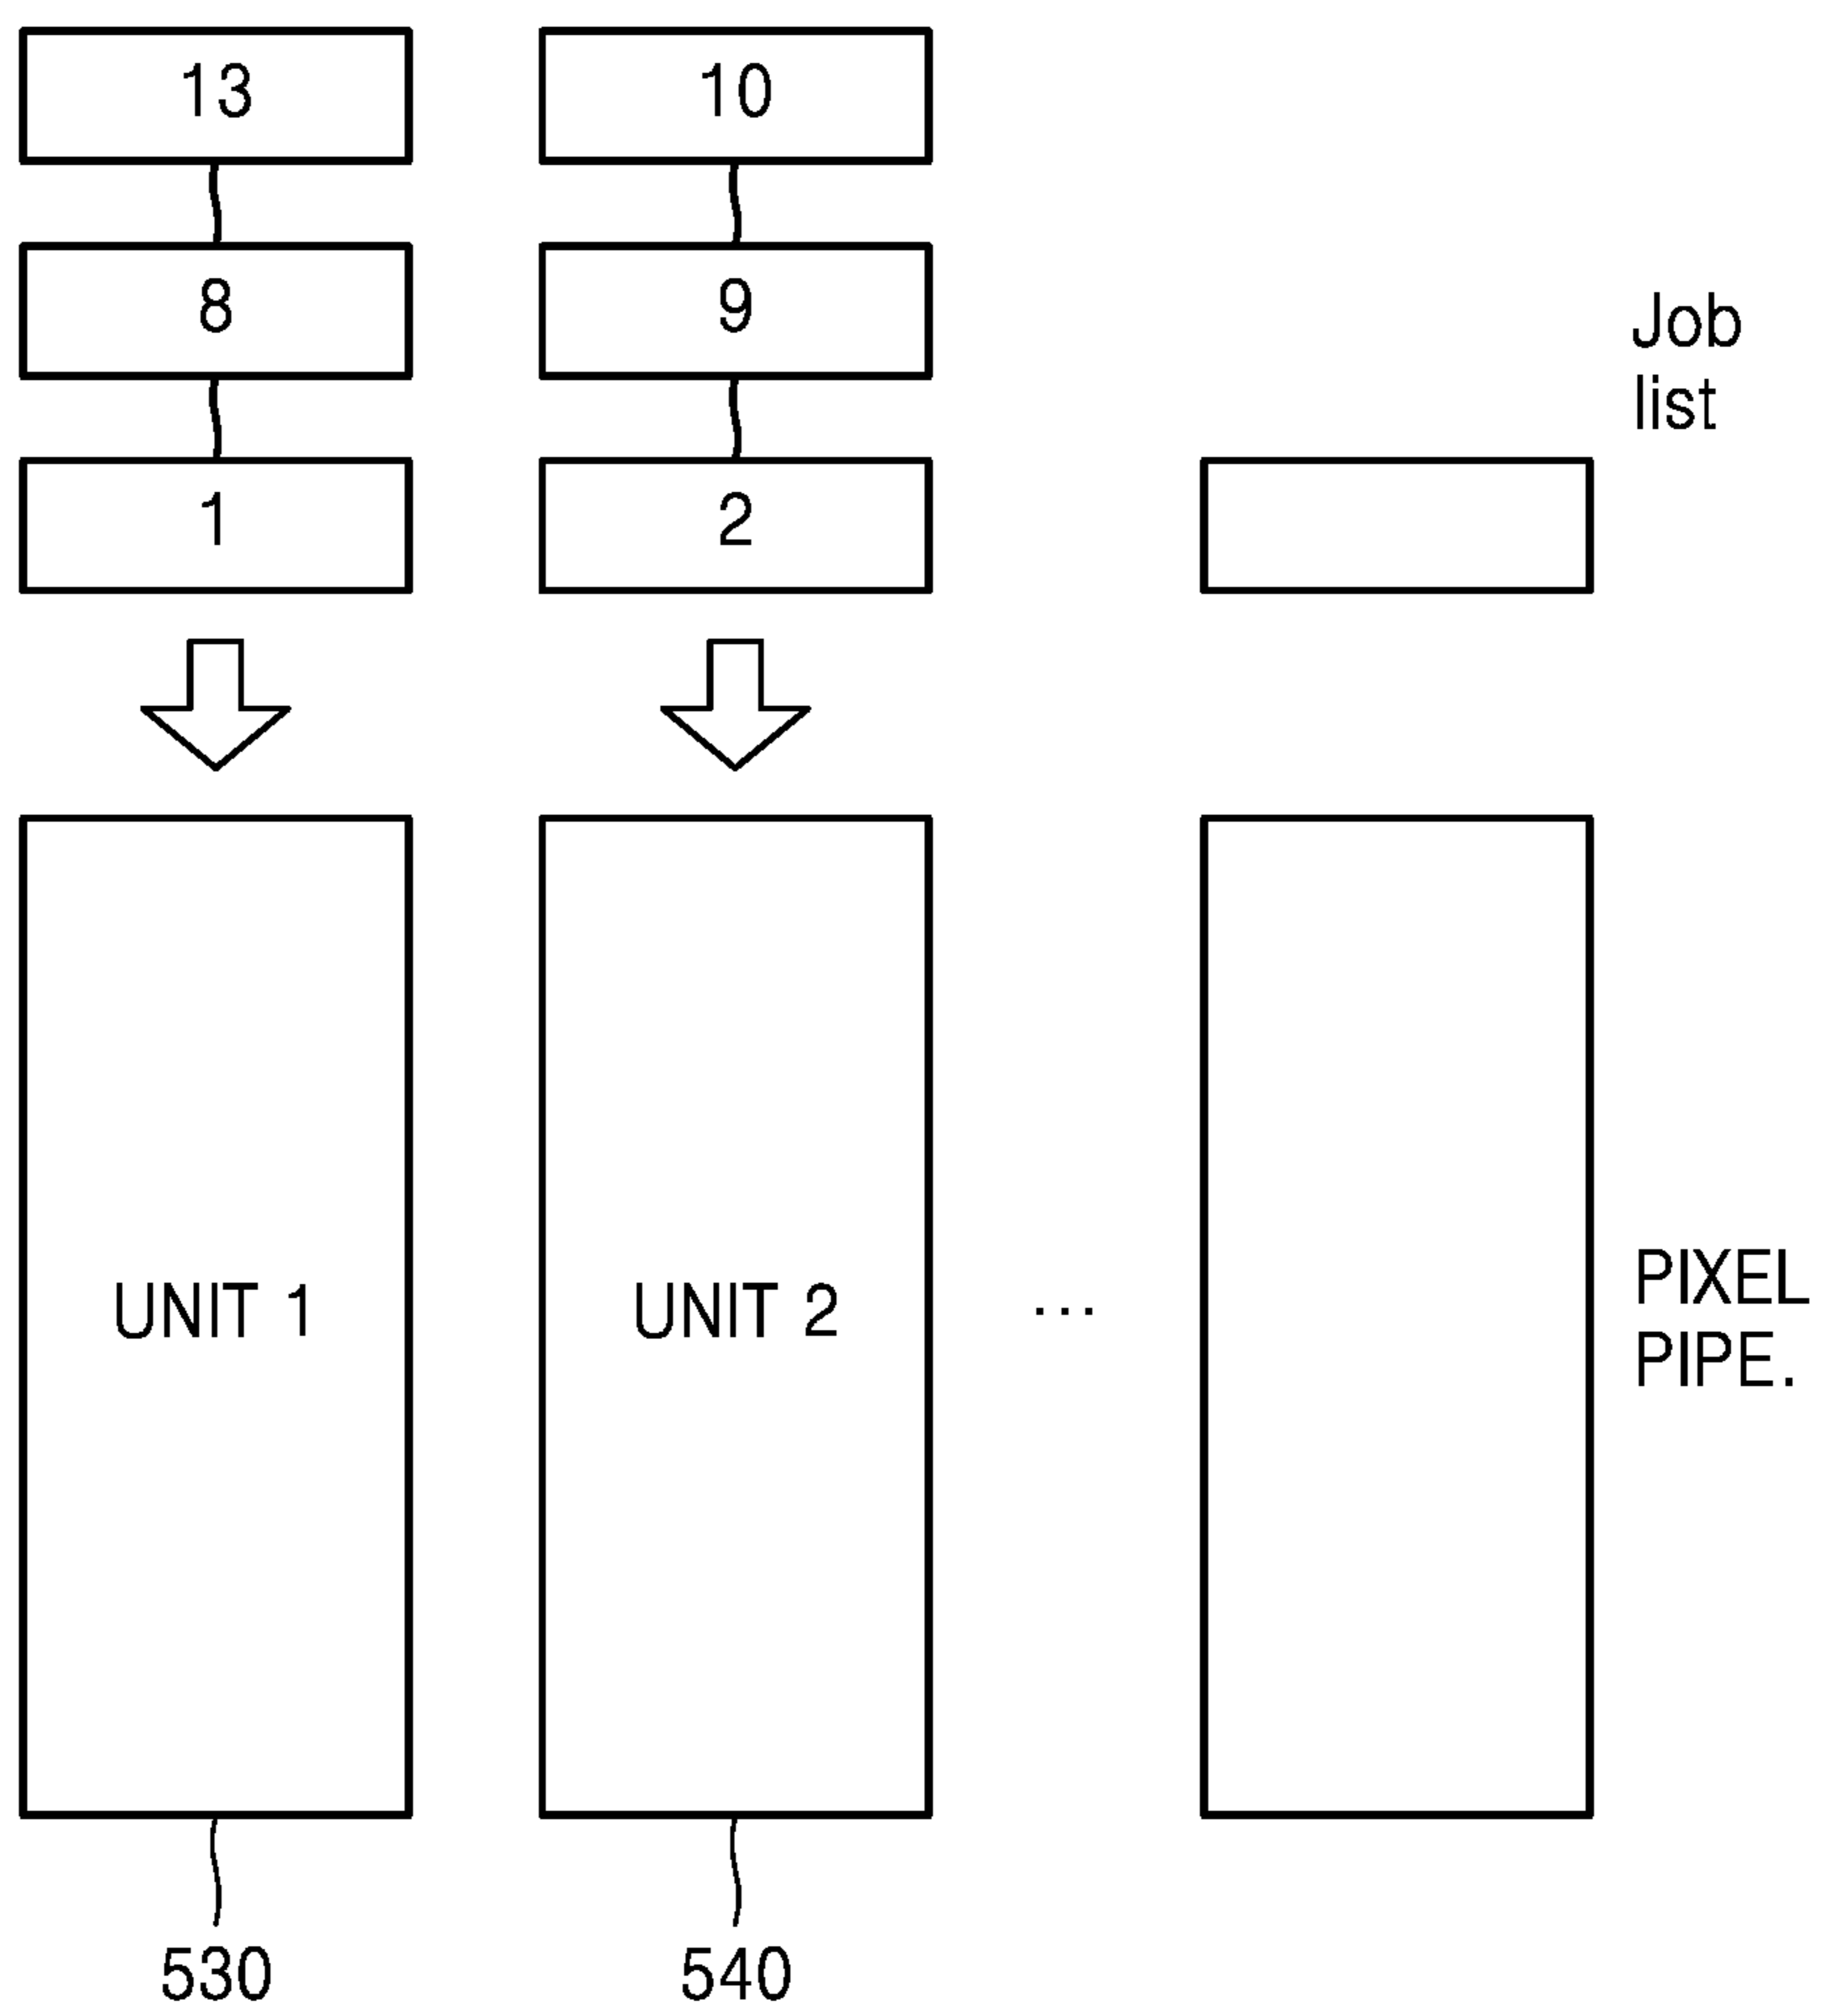 13
10
8
9
Job
list
1
2
UNIT 1
UNIT 2
...
PIXEL
PIPE.
530
540